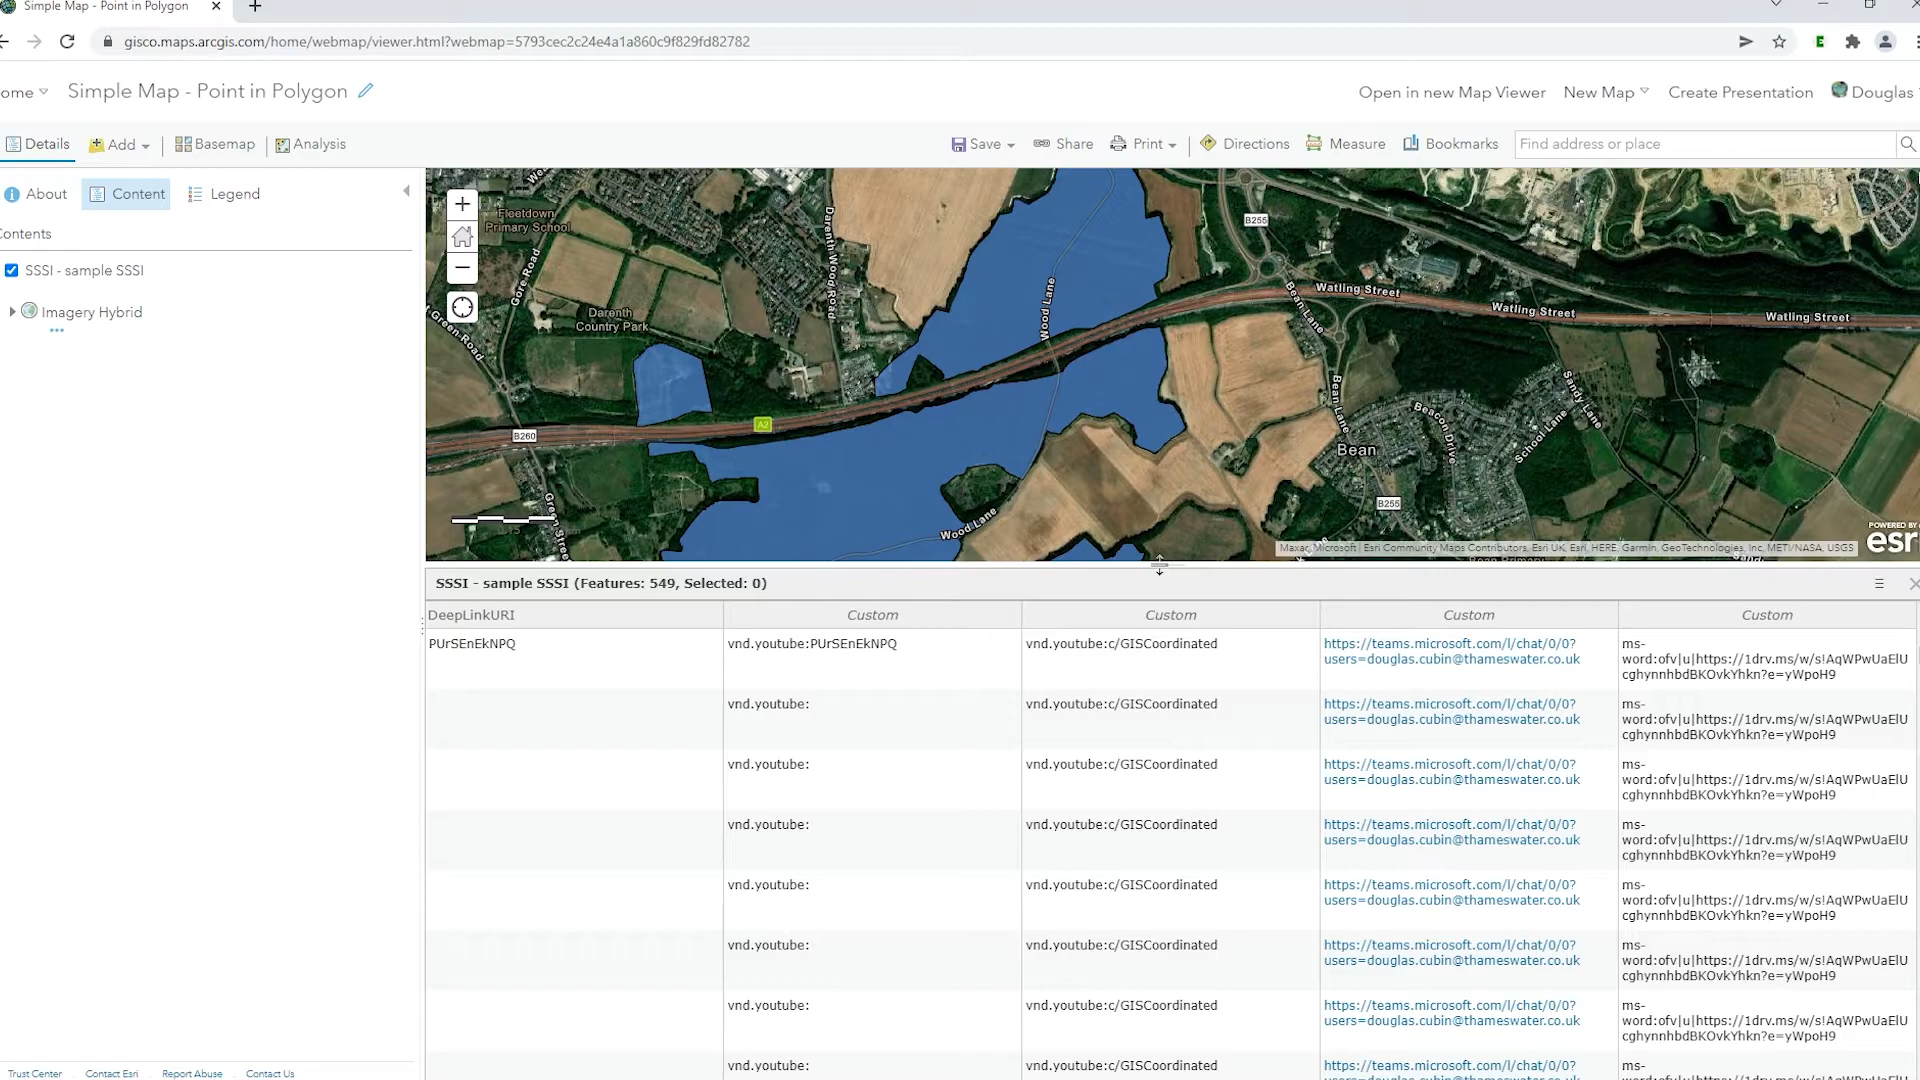 Simple Map - Point in Polygon
gisco.maps.arcgis.com/home/webmap/viewer.html?webmap=5793cec2c24e4a1a860c9f829fd82782
ome
Simple Map - Point in Polygon
Open in new Map Viewer
New Map
Create Presentation
Douglas
Details
Add
Basemap
Analysis
Save
Share
Print
Directions
Measure
Bookmarks
Find address or place
About
Content
Legend
Contents
SSSI - sample SSSI
Imagery Hybrid
Fleetdown
Primary School
Darenth Wood Road
Gore Road
Darenth
Country Park
Green Road
B260
A2
Green Stree
Wood Lane
Wood Lane
B255
Bean Lane
Watling Street
Watling Street
Watling Street
Bean Lane
Beacon Drive
Sandy Lane
School Lane
Bean
B255
POWERED BY
esri
Maxar, Microsoft | Esri Community Maps Contributors, Esri UK, Esri, HERE, Garmin, GeoTechnologies, Inc, METI/NASA, USGS
SSSI - sample SSSI (Features: 549, Selected: 0)
DeepLinkURI
Custom
Custom
Custom
Custom
PUrSEnEkNPQ
vnd.youtube:PUrSEnEkNPQ
vnd.youtube:c/GISCoordinated
https://teams.microsoft.com/l/chat/0/0?
users=douglas.cubin@thameswater.co.uk
ms-
word:ofv|u|https://1drv.ms/w/s!AqWPwUaElU
cghynnhbdBKOvkYhkn?e=yWpoH9
vnd.youtube:
vnd.youtube:c/GISCoordinated
https://teams.microsoft.com/l/chat/0/0?
users=douglas.cubin@thameswater.co.uk
ms-
word:ofv|u|https://1drv.ms/w/s!AqWPwUaElU
cghynnhbdBKOvkYhkn?e=yWpoH9
vnd.youtube:
vnd.youtube:c/GISCoordinated
https://teams.microsoft.com/l/chat/0/0?
users=douglas.cubin@thameswater.co.uk
ms-
word:ofv|u|https://1drv.ms/w/s!AqWPwUaElU
cghynnhbdBKOvkYhkn?e=yWpoH9
vnd.youtube:
vnd.youtube:c/GISCoordinated
https://teams.microsoft.com/l/chat/0/0?
users=douglas.cubin@thameswater.co.uk
ms-
word:ofv|u|https://1drv.ms/w/s!AqWPwUaElU
cghynnhbdBKOvkYhkn?e=yWpoH9
vnd.youtube:
vnd.youtube:c/GISCoordinated
https://teams.microsoft.com/l/chat/0/0?
users=douglas.cubin@thameswater.co.uk
ms-
word:ofv|u|https://1drv.ms/w/s!AqWPwUaElU
cghynnhbdBKOvkYhkn?e=yWpoH9
vnd.youtube:
vnd.youtube:c/GISCoordinated
https://teams.microsoft.com/l/chat/0/0?
users=douglas.cubin@thameswater.co.uk
ms-
word:ofv|u|https://1drv.ms/w/s!AqWPwUaElU
cghynnhbdBKOvkYhkn?e=yWpoH9
vnd.youtube:
vnd.youtube:c/GISCoordinated
https://teams.microsoft.com/l/chat/0/0?
users=douglas.cubin@thameswater.co.uk
ms-
word:ofv|u|https://1drv.ms/w/s!AqWPwUaElU
cghynnhbdBKOvkYhkn?e=yWpoH9
vnd.youtube:
vnd.youtube:c/GISCoordinated
https://teams.microsoft.com/l/chat/0/0?
ms-
Trust Center
Contact Esri
Report Abuse
Contact Us